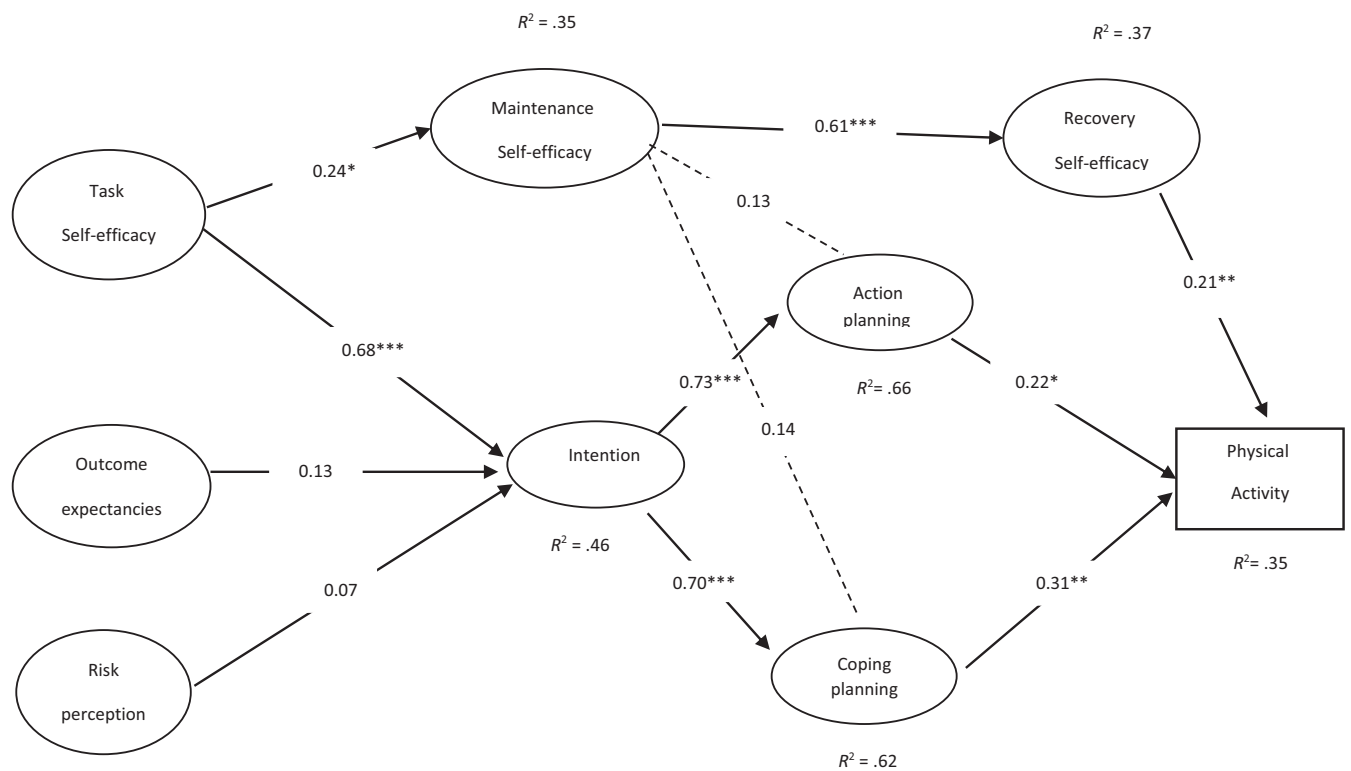 R² = .35
R² = .37
Maintenance
Self-efficacy
Recovery
Self-efficacy
0.61***
0.24*
Task
Self-efficacy
0.13
0.21**
Action
planning
0.68***
0.73***
R²= .66
0.22*
0.14
Outcome
expectancies
0.13
Intention
Physical
Activity
R² = .46
R²= .35
0.07
0.70***
0.31**
Risk
perception
Coping
planning
R² = .62